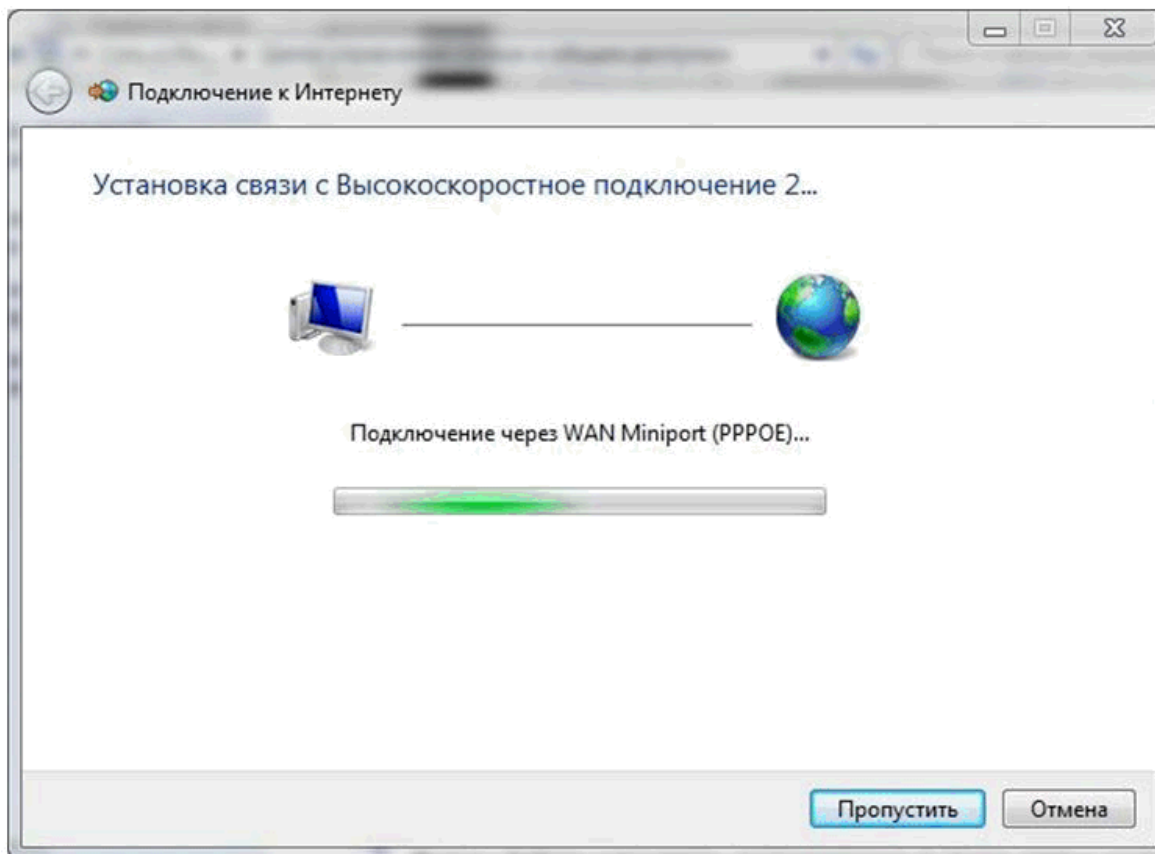 Подключение к Интернету
Установка связи с Высокоскоростное подключение 2...
Подключение через WAN Miniport (PPPOE)...
Пропустить
Отмена